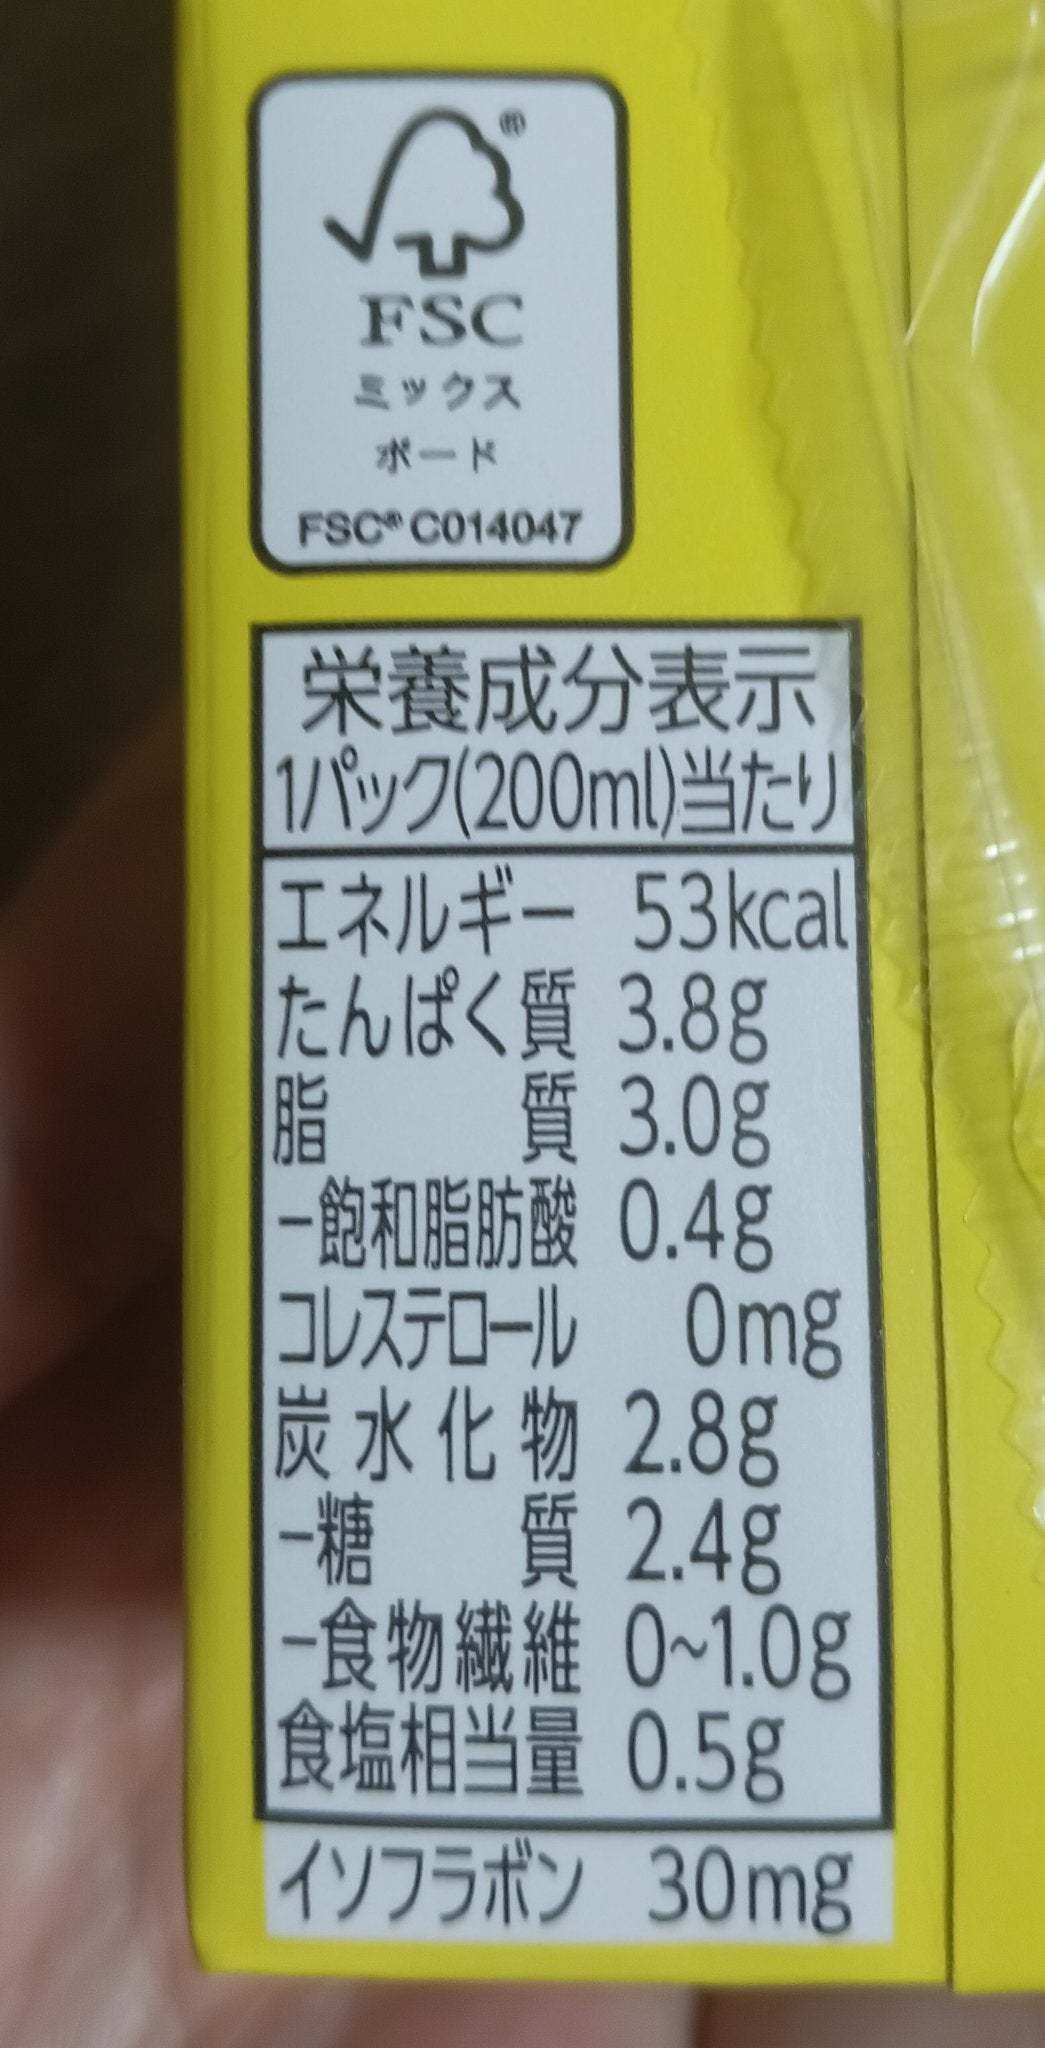 ®
FSC
ミックス
ボード
FSC® C014047
栄養成分表示
1パック(200ml)当たり
エネルギー 53kcal
たんぱく質 3.8g
脂質 3.0g
-飽和脂肪酸 0.4g
コレステロール 0mg
炭水化物 2.8g
-糖質 2.4g
-食物繊維 0~1.0g
食塩相当量 0.5g
イソフラボン 30mg